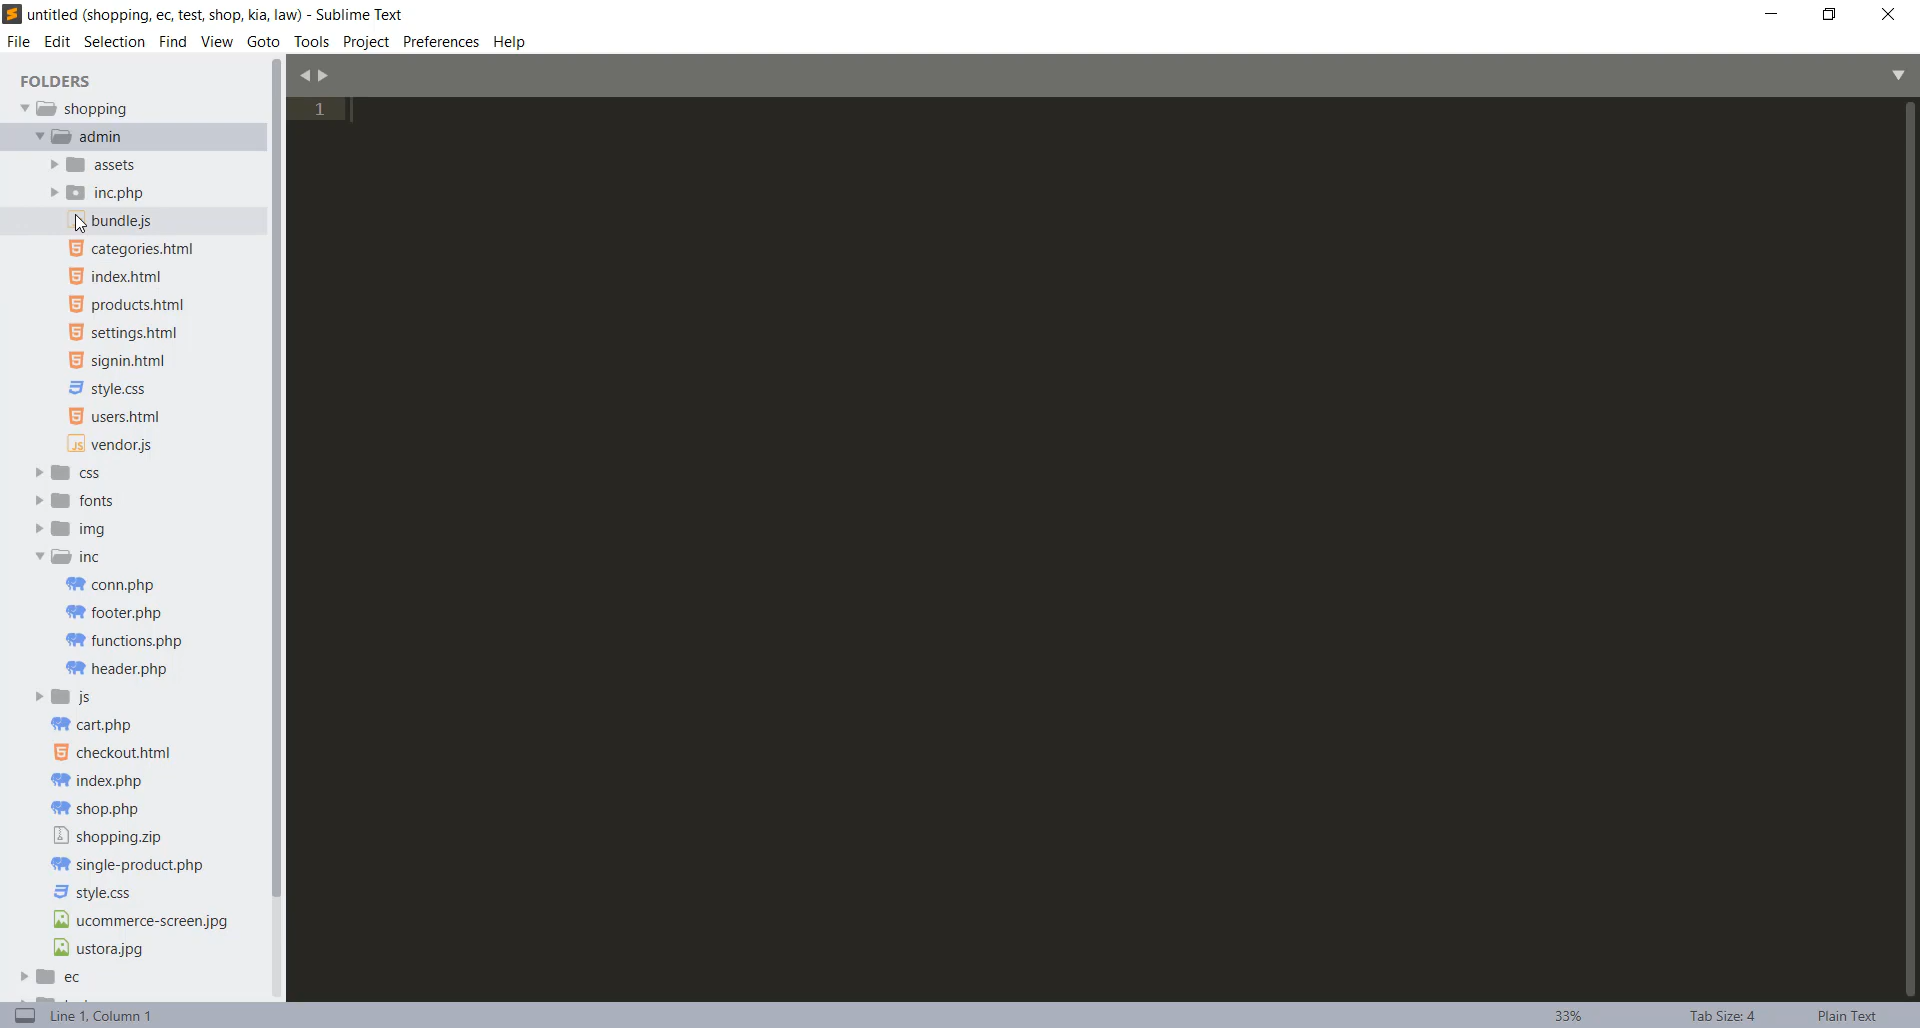 untitled (shopping, ec, test, shop, kia, law) - Sublime Text
File Edit Selection Find View Goto Tools Project Preferences Help
FOLDERS
shopping
admin
assets
inc.php
bundle.js
categories.html
index.html
products.html
settings.html
signin.html
style.css
users.html
vendor.js
css
fonts
img
inc
conn.php
footer.php
functions.php
header.php
js
cart.php
checkout.html
index.php
shop.php
shopping.zip
single-product.php
style.css
ucommerce-screen.jpg
ustora.jpg
ec
1
Line 1, Column 1 33% Tab Size: 4 Plain Text